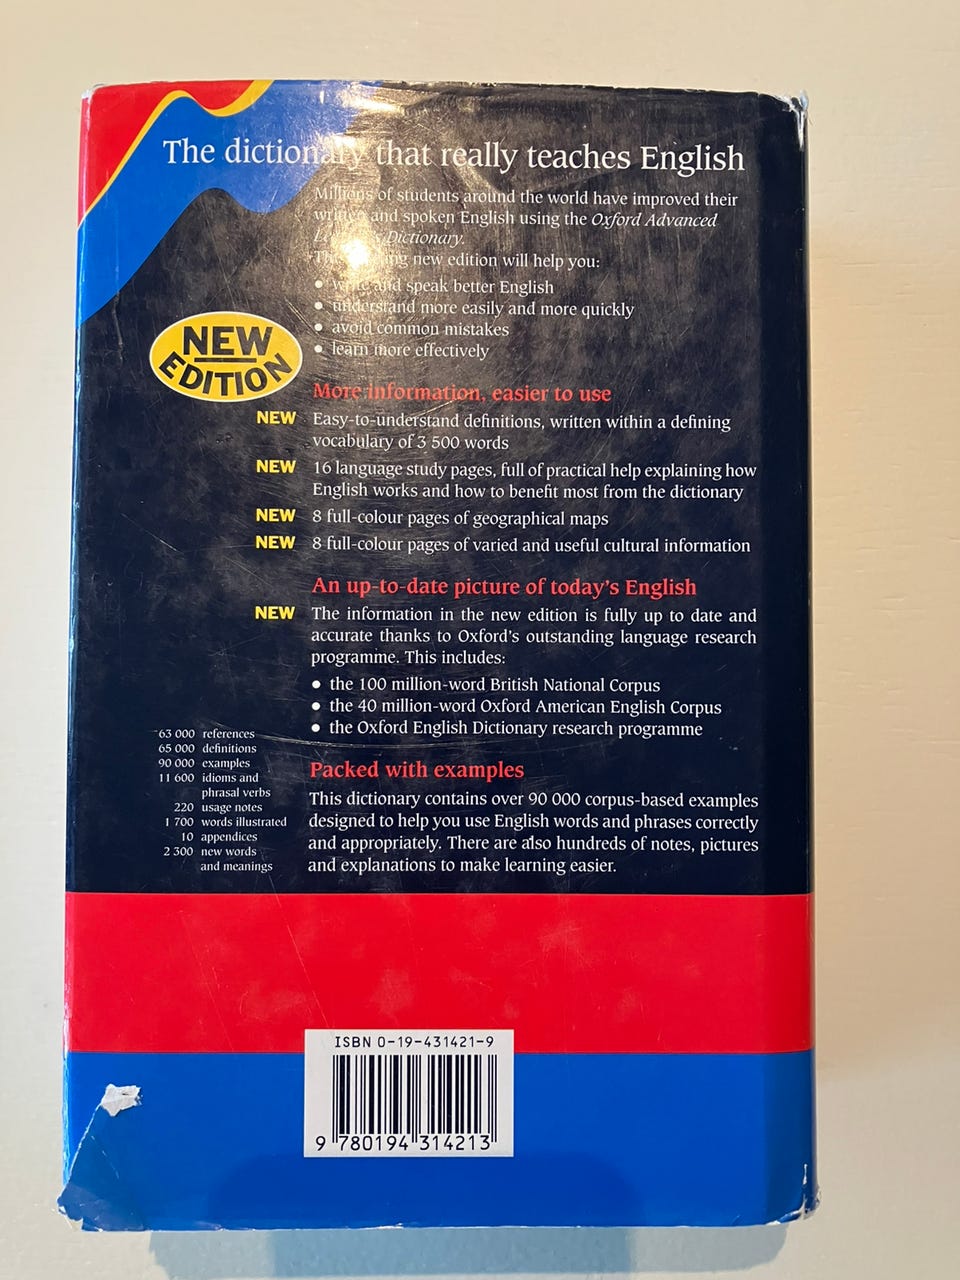 The dictionary that really teaches English
Millions of students around the world have improved their
written and spoken English using the Oxford Advanced
Dictionary.
new edition will help you:
• write and speak better English
• understand more easily and more quickly
• avoid common mistakes
• learn more effectively
NEW
EDITION
More information, easier to use
NEW Easy-to-understand definitions, written within a defining
vocabulary of 3 500 words
NEW 16 language study pages, full of practical help explaining how
English works and how to benefit most from the dictionary
NEW 8 full-colour pages of geographical maps
NEW 8 full-colour pages of varied and useful cultural information
An up-to-date picture of today's English
NEW The information in the new edition is fully up to date and
accurate thanks to Oxford's outstanding language research
programme. This includes:
• the 100 million-word British National Corpus
• the 40 million-word Oxford American English Corpus
• the Oxford English Dictionary research programme
63 000 references
65 000 definitions
90 000 examples
11 600 idioms and
phrasal verbs
220 usage notes
1 700 words illustrated
10 appendices
2 300 new words
and meanings
Packed with examples
This dictionary contains over 90 000 corpus-based examples
designed to help you use English words and phrases correctly
and appropriately. There are also hundreds of notes, pictures
and explanations to make learning easier.
ISBN 0-19-431421-9
9 780194 314213